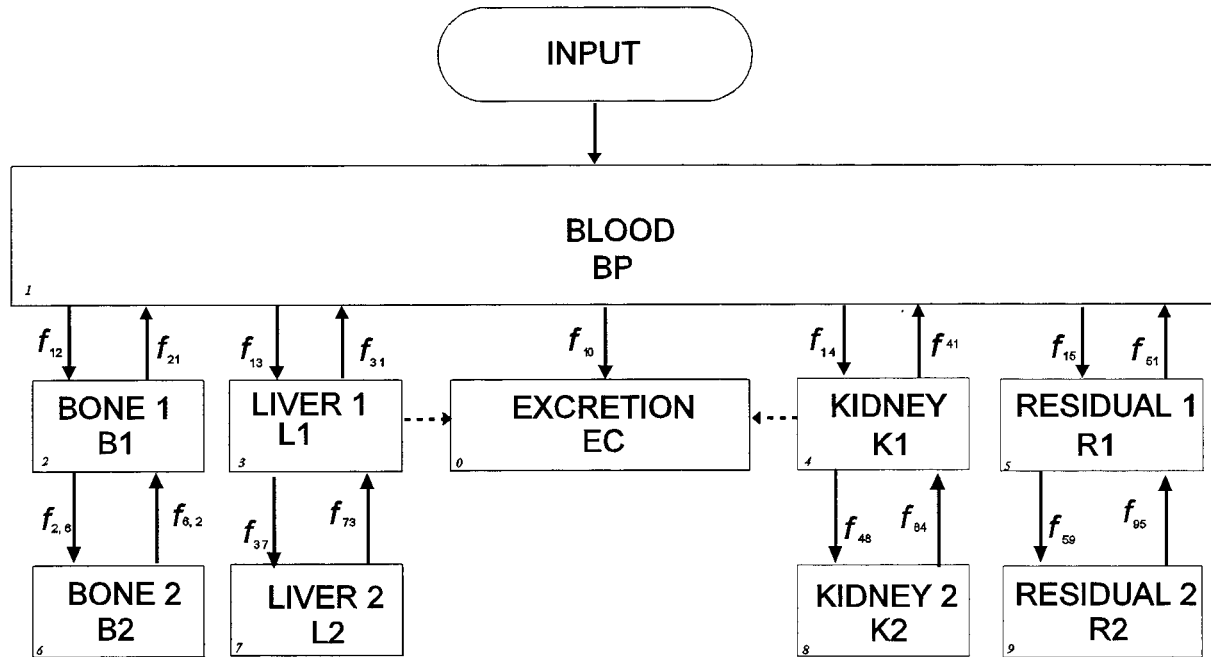 INPUT
BLOOD
BP
1
f12
f21
f13
f31
f10
f14
f41
f15
f51
BONE 1
B1
2
LIVER 1
L1
3
EXCRETION
EC
0
KIDNEY
K1
4
RESIDUAL 1
R1
5
f2,6
f6,2
f37
f73
f48
f84
f59
f95
BONE 2
B2
6
LIVER 2
L2
7
KIDNEY 2
K2
8
RESIDUAL 2
R2
9